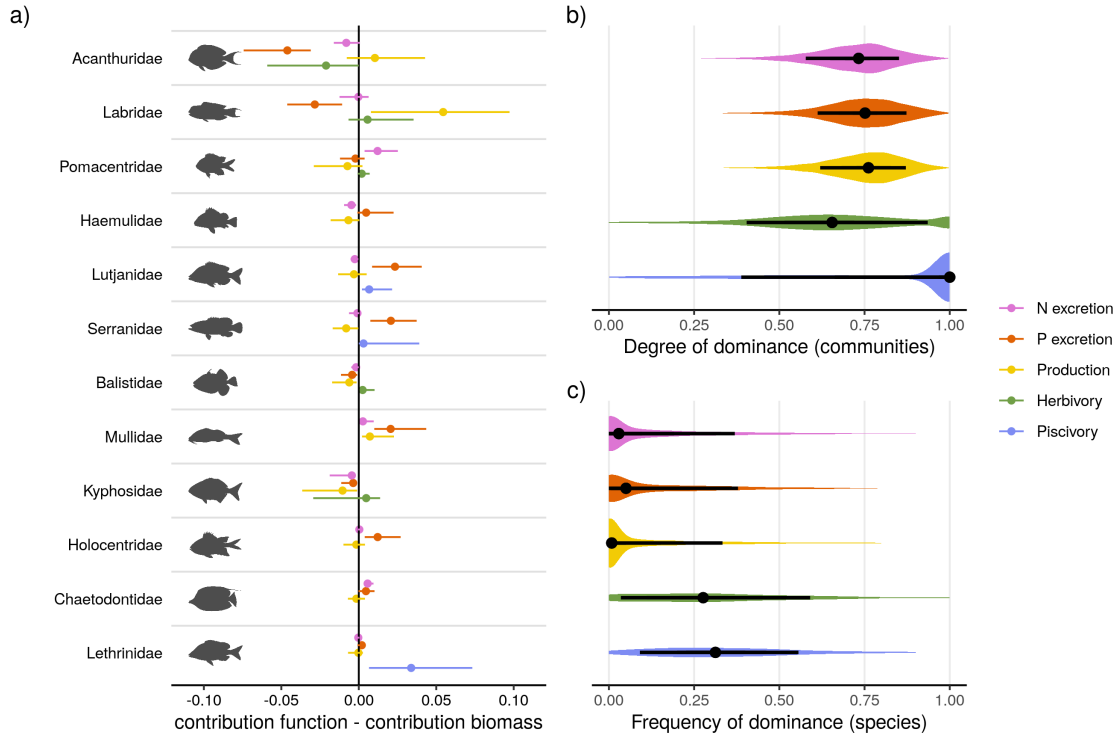 a)
Acanthuridae
Labridae
Pomacentridae
Haemulidae
Lutjanidae
Serranidae
Balistidae
Mullidae
Kyphosidae
Holocentridae
Chaetodontidae
Lethrinidae
-0.10 -0.05 0.00 0.05 0.10
contribution function - contribution biomass
b)
0.00 0.25 0.50 0.75 1.00
Degree of dominance (communities)
c)
0.00 0.25 0.50 0.75 1.00
Frequency of dominance (species)
N excretion
P excretion
Production
Herbivory
Piscivory